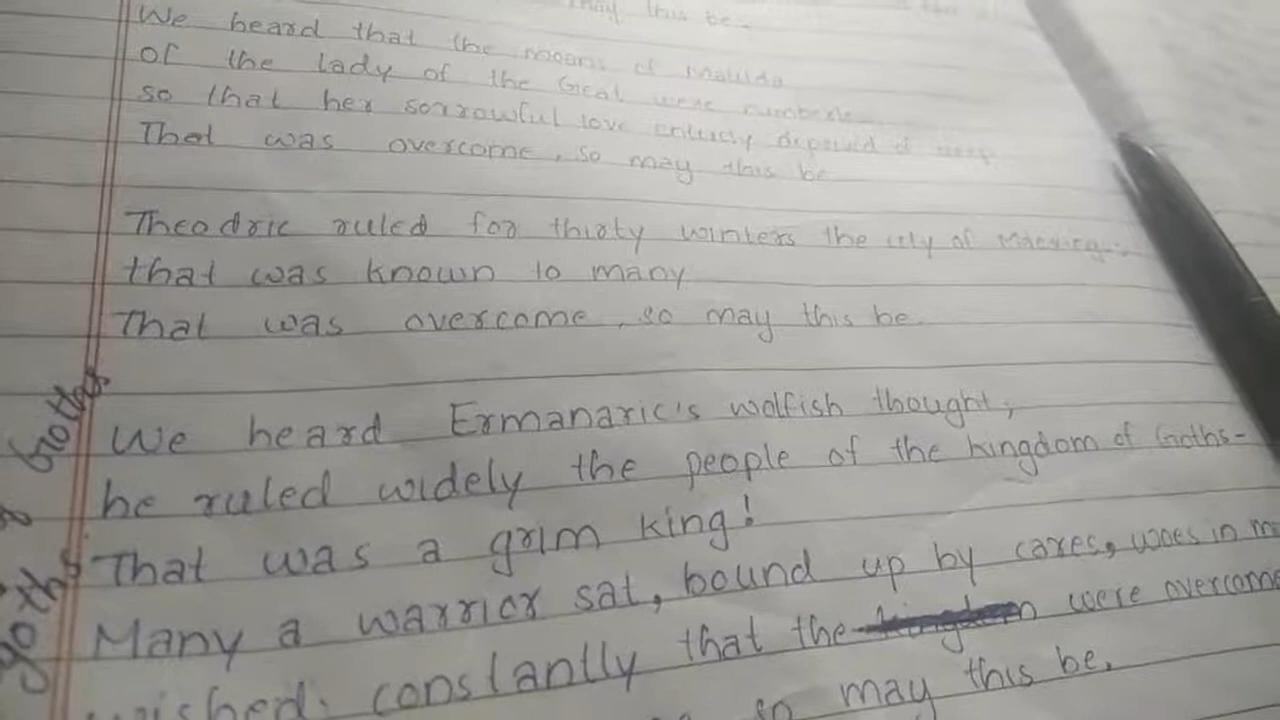 may this be.
We heard that the moans of
of the lady of the Geat were
so that her sorrowful love entirely
That was overcome, so may this be
Theodric ruled for thirty winters the city of
that was known to many
That was overcome, so may this be.
We heard Ermanaric's wolfish thought,
he ruled widely the people of the kingdom of Goths-
That was a grim king!
Many a warrior sat, bound up by cares, woes in
wished, constantly that the were overcome
so may this be.